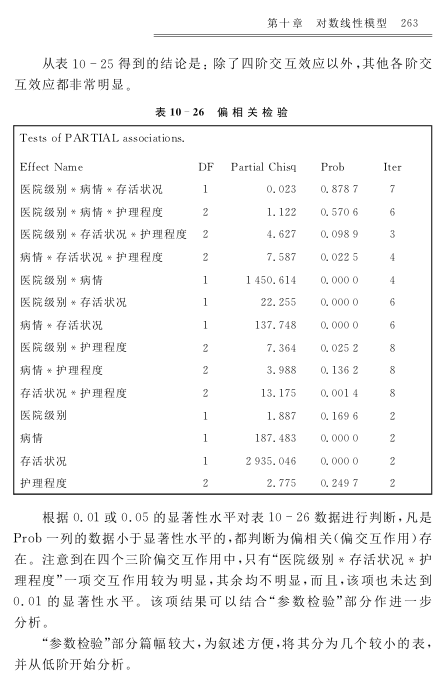 第十章 对数线性模型 263
从表 10-25 得到的结论是：除了四阶交互效应以外，其他各阶交
互效应都非常明显。
表 10-26 偏相关检验
Tests of PARTIAL associations.
Effect Name DF Partial Chisq Prob Iter
医院级别 * 病情 * 存活状况 1 0.023 0.878 7 7
医院级别 * 病情 * 护理程度 2 1.122 0.570 6 6
医院级别 * 存活状况 * 护理程度 2 4.627 0.098 9 3
病情 * 存活状况 * 护理程度 2 7.587 0.022 5 4
医院级别 * 病情 1 1 450.614 0.000 0 4
医院级别 * 存活状况 1 22.255 0.000 0 6
病情 * 存活状况 1 137.748 0.000 0 6
医院级别 * 护理程度 2 7.364 0.025 2 8
病情 * 护理程度 2 3.988 0.136 2 8
存活状况 * 护理程度 2 13.175 0.001 4 8
医院级别 1 1.887 0.169 6 2
病情 1 187.483 0.000 0 2
存活状况 1 2 935.046 0.000 0 2
护理程度 2 2.775 0.249 7 2
根据 0.01 或 0.05 的显著性水平对表 10-26 数据进行判断，凡是
Prob 一列的数据小于显著性水平的，都判断为偏相关（偏交互作用）存
在。注意到在四个三阶偏交互作用中，只有“医院级别 * 存活状况 * 护
理程度”一项交互作用较为明显，其余均不明显，而且，该项也未达到
0.01 的显著性水平。该项结果可以结合“参数检验”部分作进一步
分析。
“参数检验”部分篇幅较大，为叙述方便，将其分为几个较小的表，
并从低阶开始分析。